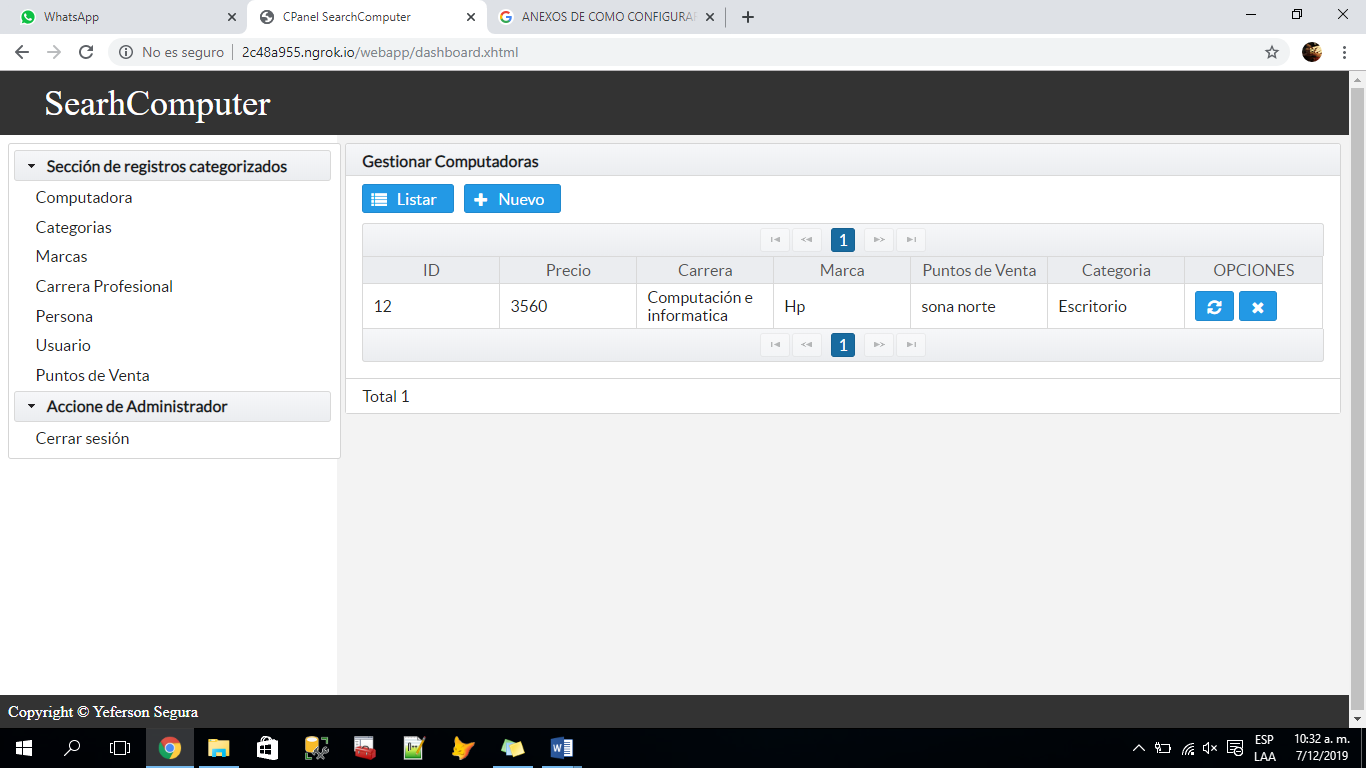 WhatsApp
CPanel SearchComputer
ANEXOS DE COMO CONFIGURAR
No es seguro | 2c48a955.ngrok.io/webapp/dashboard.xhtml
SearhComputer
Sección de registros categorizados
Computadora
Categorias
Marcas
Carrera Profesional
Persona
Usuario
Puntos de Venta
Accione de Administrador
Cerrar sesión
Gestionar Computadoras
Listar
Nuevo
1
ID Precio Carrera Marca Puntos de Venta Categoria OPCIONES
12 3560 Computación e informatica Hp sona norte Escritorio
1
Total 1
Copyright © Yeferson Segura
ESP
LAA
10:32 a. m.
7/12/2019